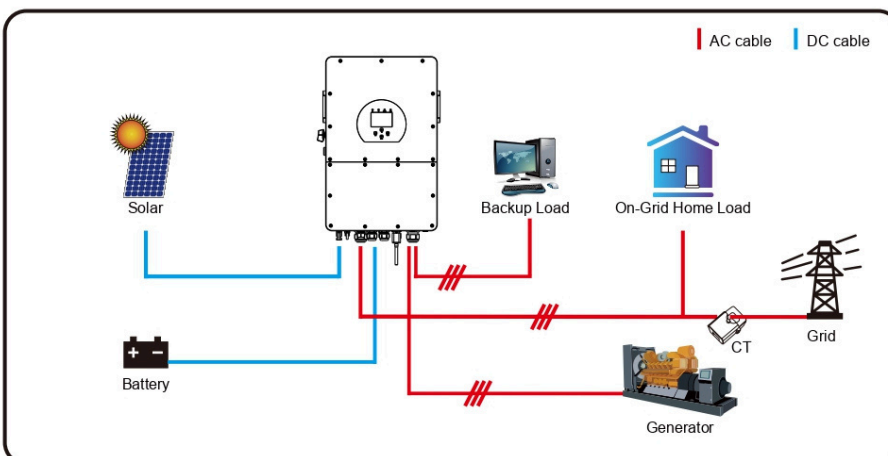 AC cable
DC cable
Solar
Backup Load
On-Grid Home Load
CT
Grid
Battery
Generator